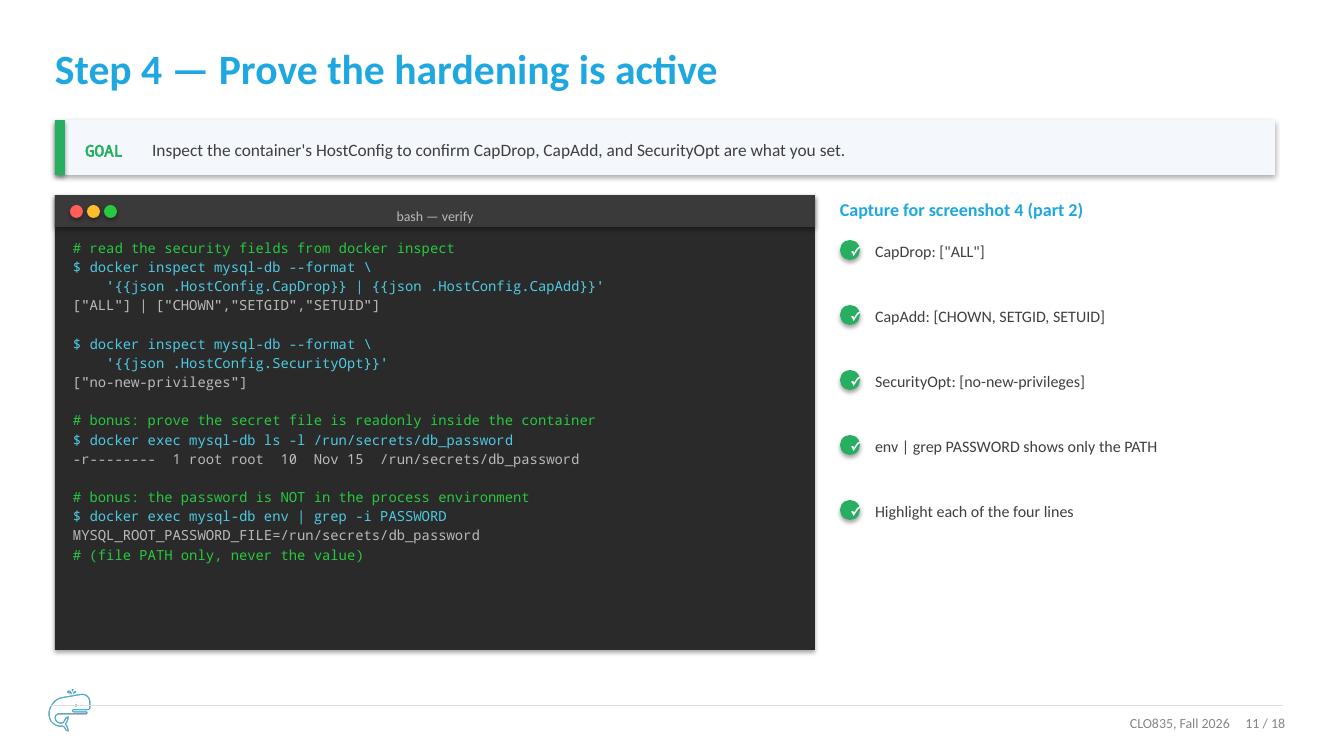 Step 4 — Prove the hardening is active
GOAL Inspect the container's HostConfig to confirm CapDrop, CapAdd, and SecurityOpt are what you set.
bash — verify
# read the security fields from docker inspect
$ docker inspect mysql-db --format \
    '{{json .HostConfig.CapDrop}} | {{json .HostConfig.CapAdd}}'
["ALL"] | ["CHOWN","SETGID","SETUID"]
$ docker inspect mysql-db --format \
    '{{json .HostConfig.SecurityOpt}}'
["no-new-privileges"]
# bonus: prove the secret file is readonly inside the container
$ docker exec mysql-db ls -l /run/secrets/db_password
-r--------  1 root root  10  Nov 15  /run/secrets/db_password
# bonus: the password is NOT in the process environment
$ docker exec mysql-db env | grep -i PASSWORD
MYSQL_ROOT_PASSWORD_FILE=/run/secrets/db_password
# (file PATH only, never the value)
Capture for screenshot 4 (part 2)
✓ CapDrop: ["ALL"]
✓ CapAdd: [CHOWN, SETGID, SETUID]
✓ SecurityOpt: [no-new-privileges]
✓ env | grep PASSWORD shows only the PATH
✓ Highlight each of the four lines
CLO835, Fall 2026 11 / 18